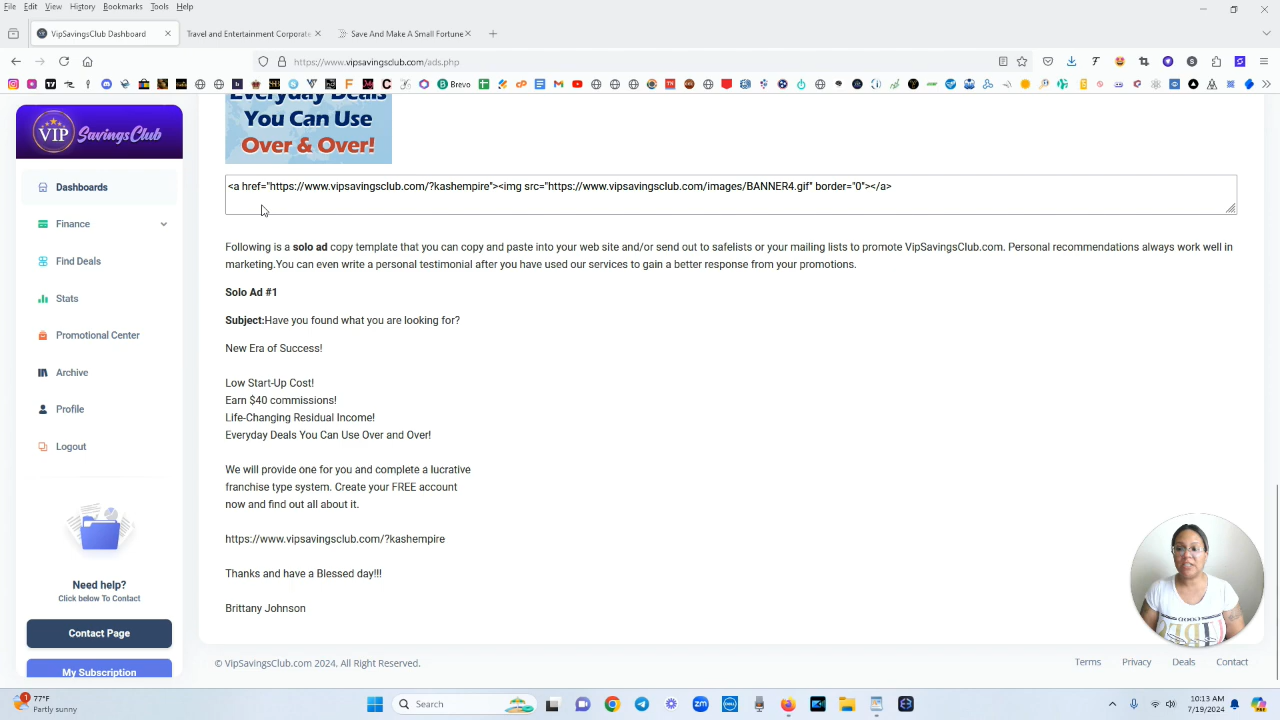 File Edit View History Bookmarks Tools Help
VipSavingsClub Dashboard
Travel and Entertainment Corporate
Save And Make A Small Fortune
https://www.vipsavingsclub.com/ads.php
Brevo
VIP SavingsClub
Dashboards
Finance
Find Deals
Stats
Promotional Center
Archive
Profile
Logout
Need help?
Click below To Contact
Contact Page
My Subscription
Everyday Deals
You Can Use
Over & Over!
<a href="https://www.vipsavingsclub.com/?kashempire"><img src="https://www.vipsavingsclub.com/images/BANNER4.gif" border="0"></a>
Following is a solo ad copy template that you can copy and paste into your web site and/or send out to safelists or your mailing lists to promote VipSavingsClub.com. Personal recommendations always work well in
marketing.You can even write a personal testimonial after you have used our services to gain a better response from your promotions.
Solo Ad #1
Subject:Have you found what you are looking for?
New Era of Success!
Low Start-Up Cost!
Earn $40 commissions!
Life-Changing Residual Income!
Everyday Deals You Can Use Over and Over!
We will provide one for you and complete a lucrative
franchise type system. Create your FREE account
now and find out all about it.
https://www.vipsavingsclub.com/?kashempire
Thanks and have a Blessed day!!!
Brittany Johnson
© VipSavingsClub.com 2024, All Right Reserved.
Terms Privacy Deals Contact
77°F
Partly sunny
Search
10:13 AM
7/19/2024